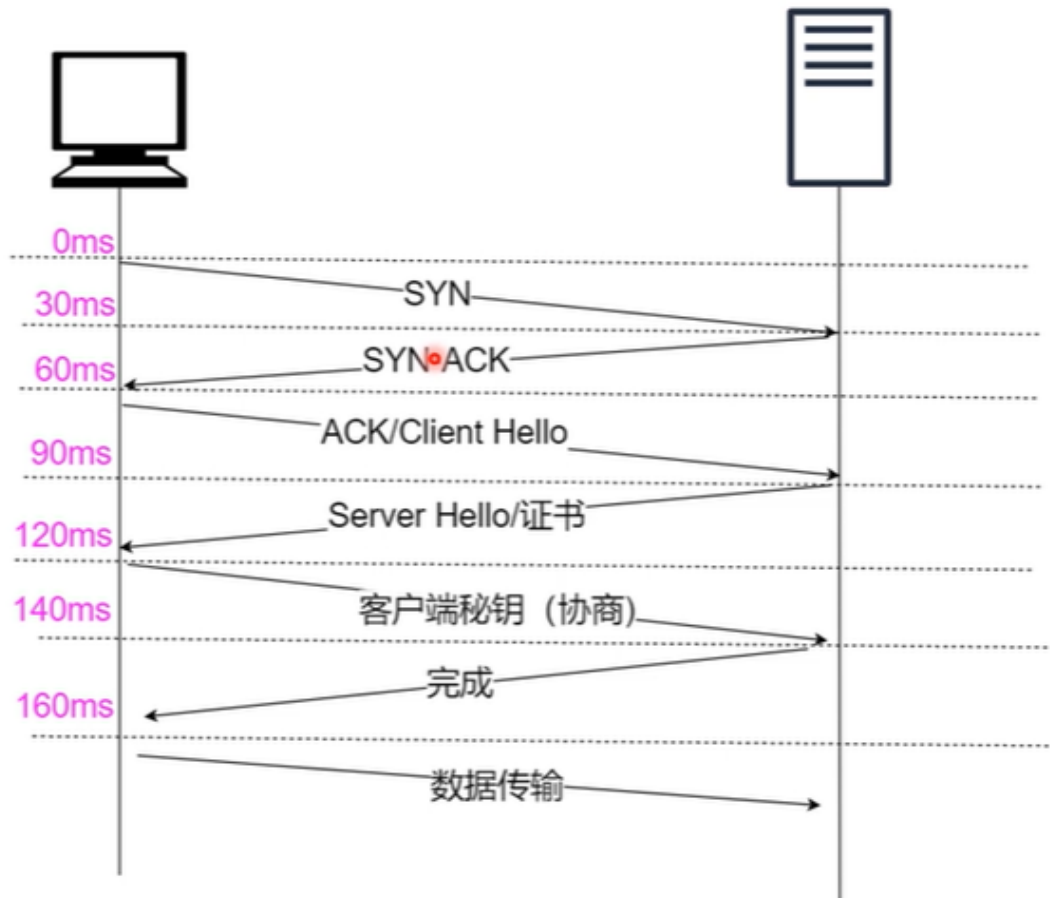 0ms
SYN
30ms
SYN ACK
60ms
ACK/Client Hello
90ms
Server Hello/证书
120ms
客户端秘钥（协商)
140ms
完成
160ms
数据传输